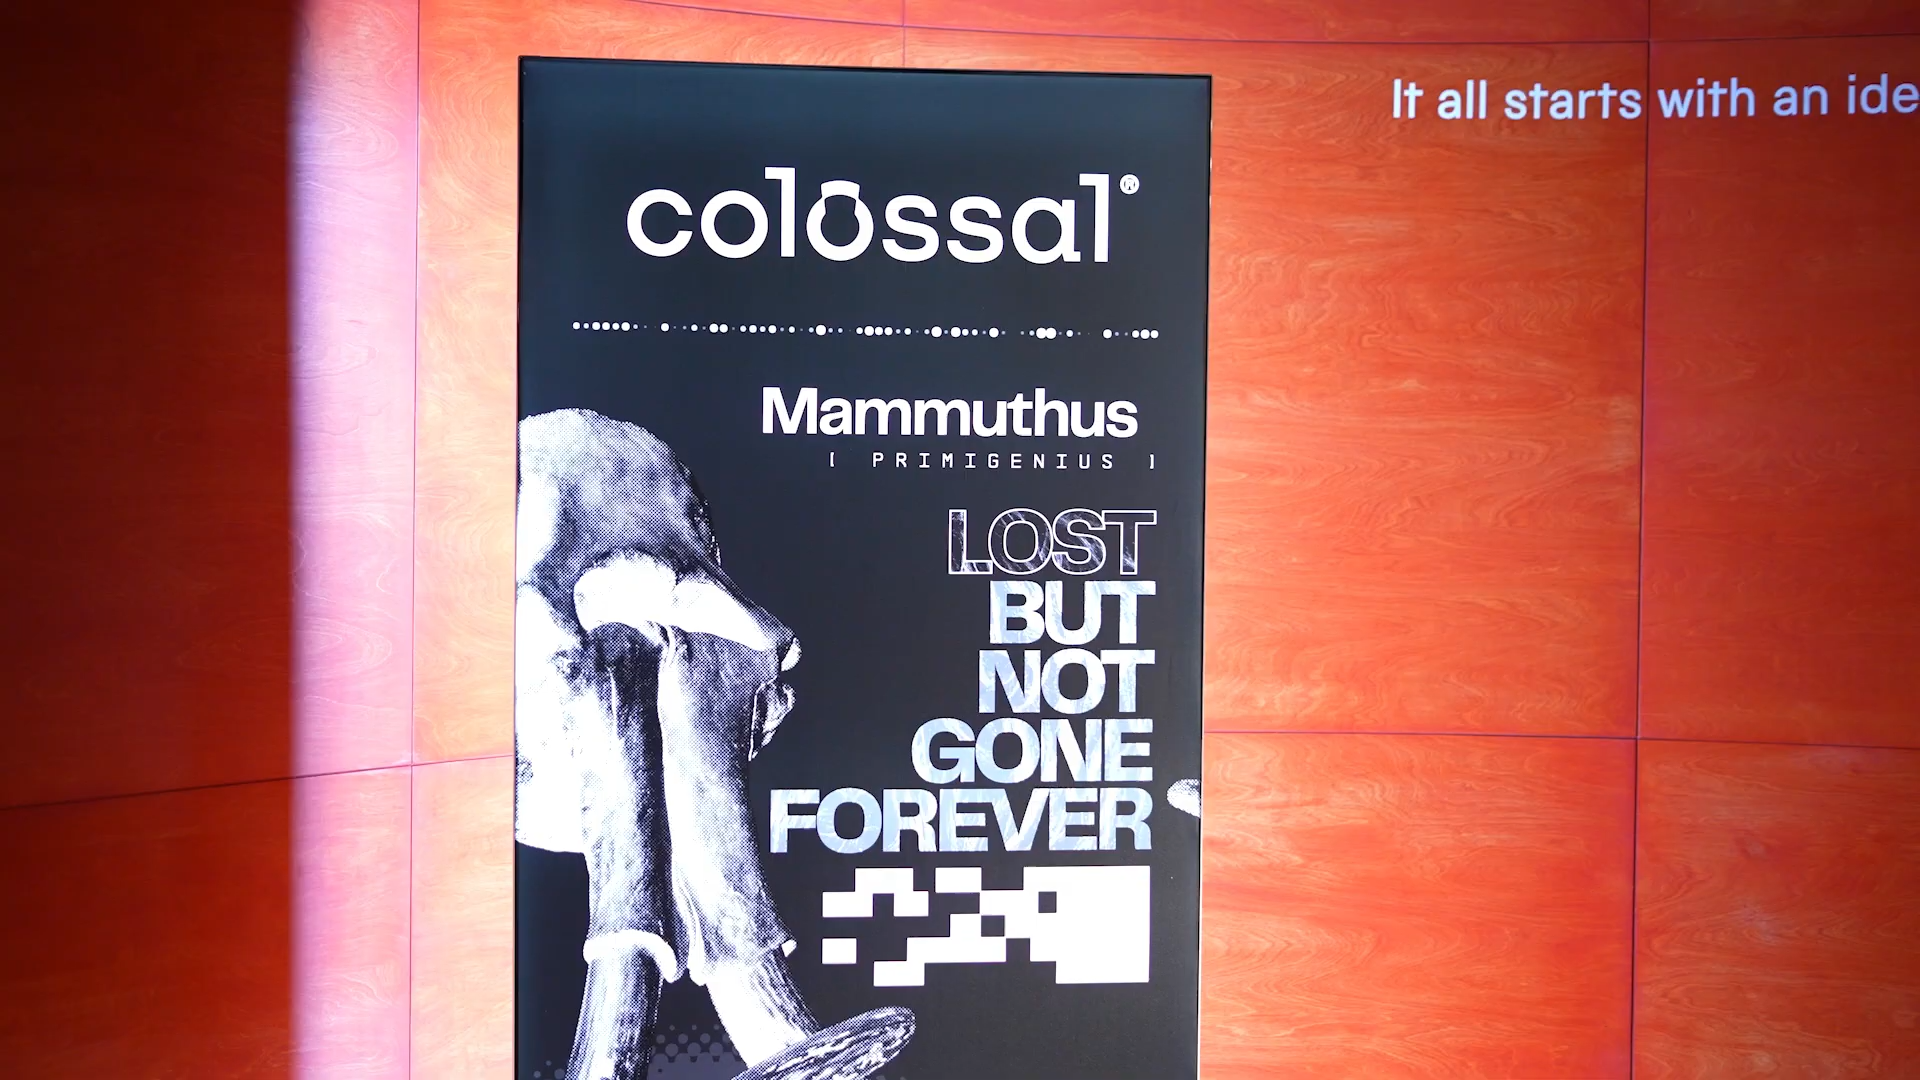 It all starts with an ide
colossal®
Mammuthus
[ PRIMIGENIUS ]
LOST
BUT
NOT
GONE
FOREVER